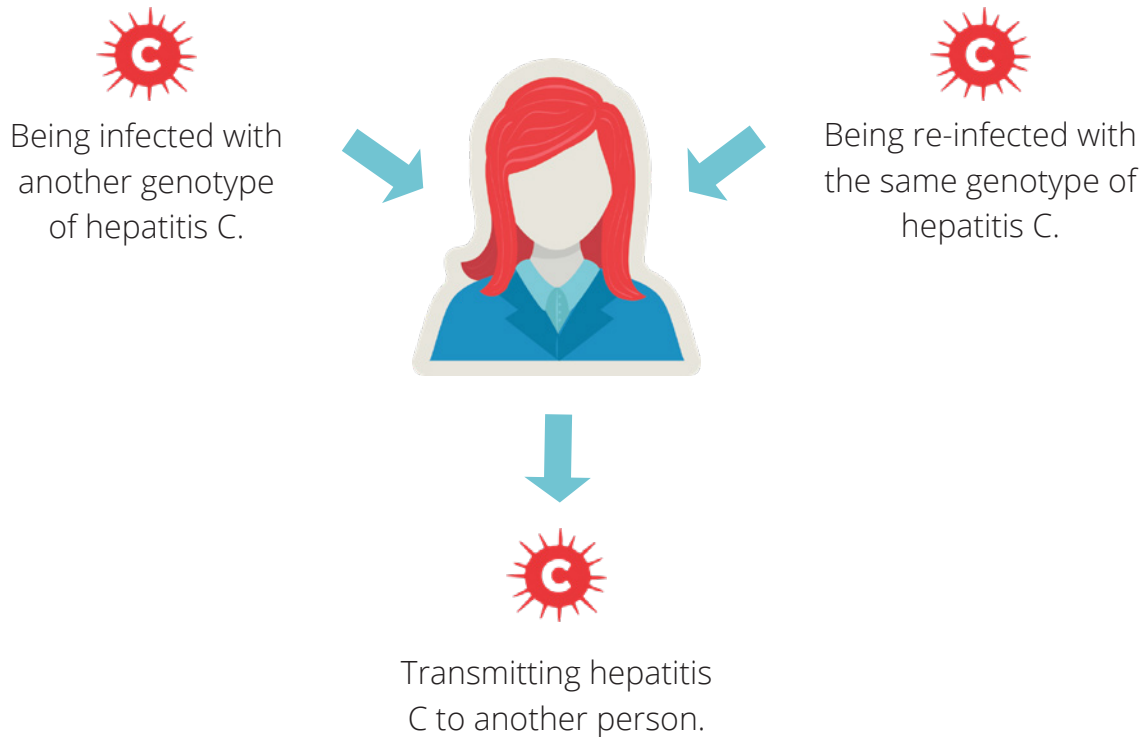 C
Being infected with
another genotype
of hepatitis C.
C
Being re-infected with
the same genotype of
hepatitis C.
C
Transmitting hepatitis
C to another person.